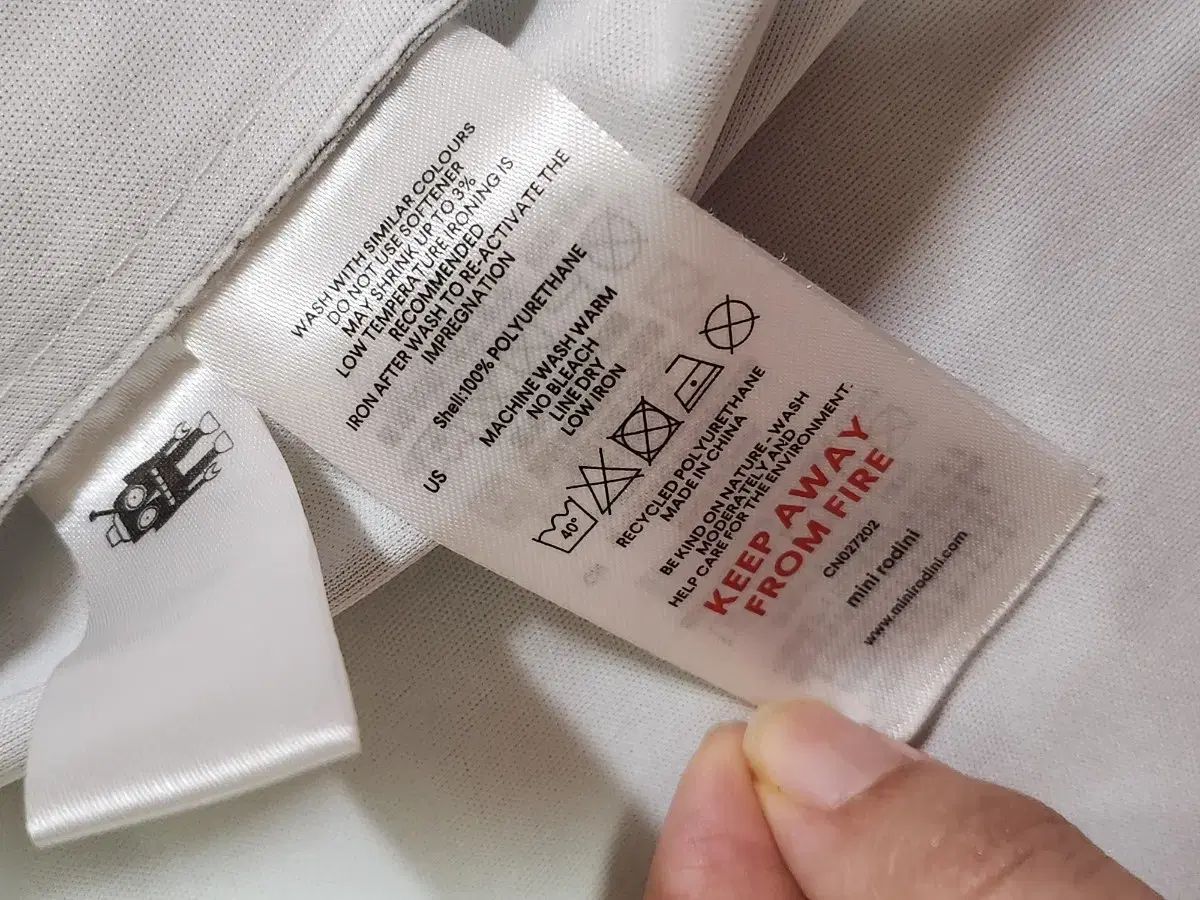 WASH WITH SIMILAR COLOURS
DO NOT USE SOFTENER
MAY SHRINK UP TO 3%
LOW TEMPERATURE IRONING IS
RECOMMENDED
IRON AFTER WASH TO RE-ACTIVATE THE
IMPREGNATION
Shell:100% POLYURETHANE
US
MACHINE WASH WARM
NO BLEACH
LINE DRY
LOW IRON
40°
RECYCLED POLYURETHANE
MADE IN CHINA
BE KIND ON NATURE - WASH
MODERATELY AND
HELP CARE FOR THE ENVIRONMENT.
KEEP AWAY
FROM FIRE
CN027202
mini rodini
www.minirodini.com